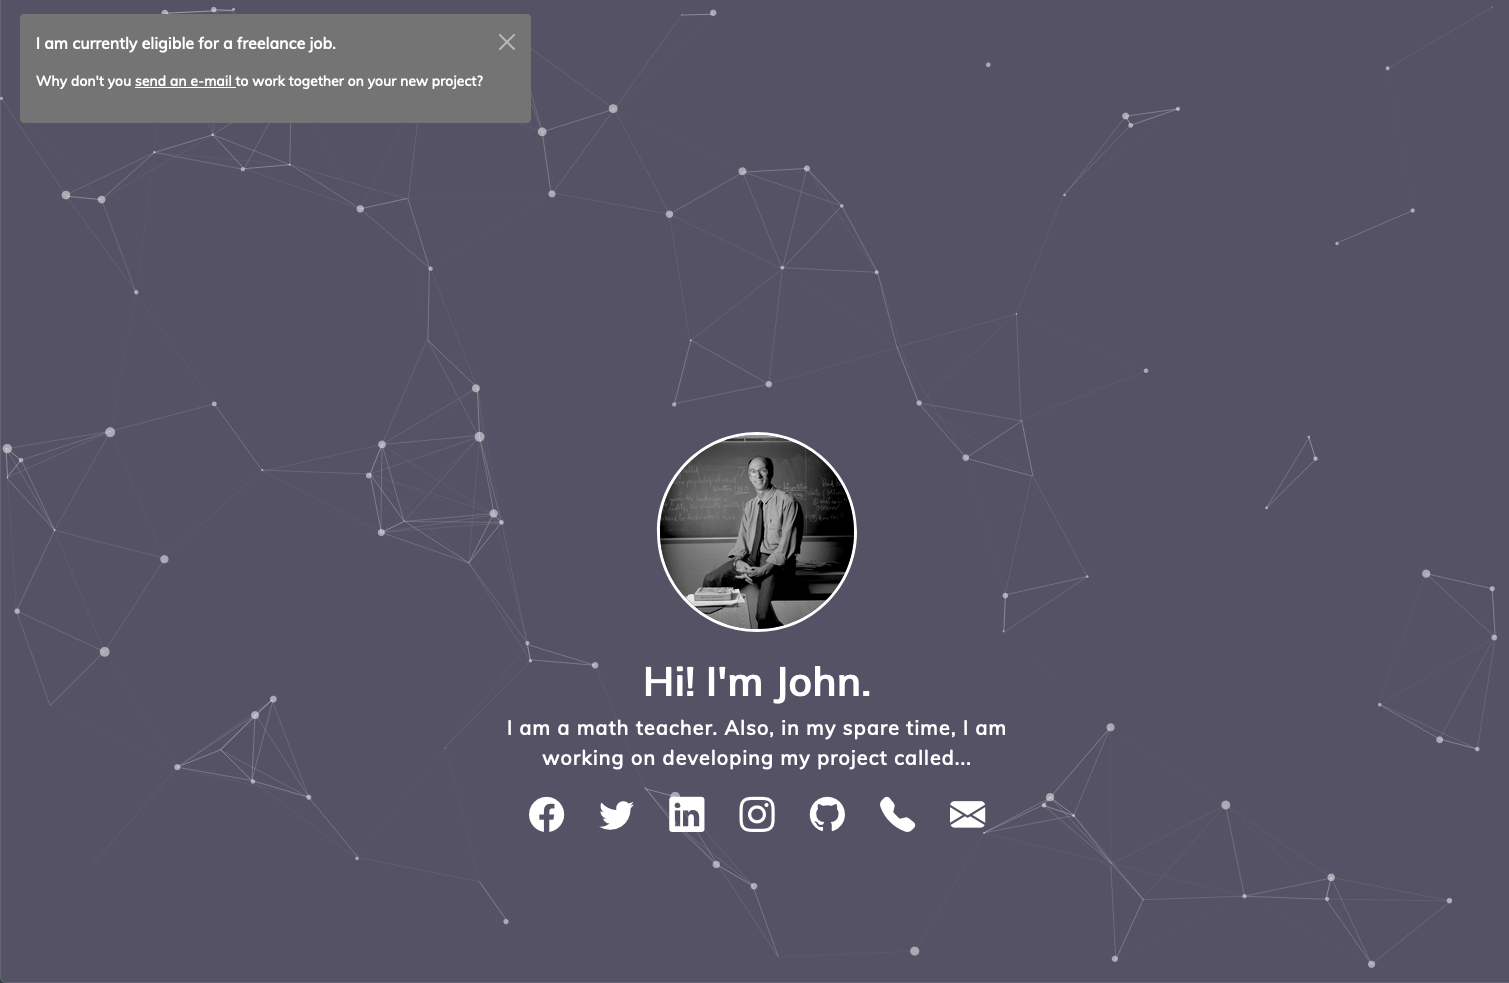 I am currently eligible for a freelance job.
Why don't you send an e-mail to work together on your new project?
Hi! I'm John.
I am a math teacher. Also, in my spare time, I am
working on developing my project called...
in